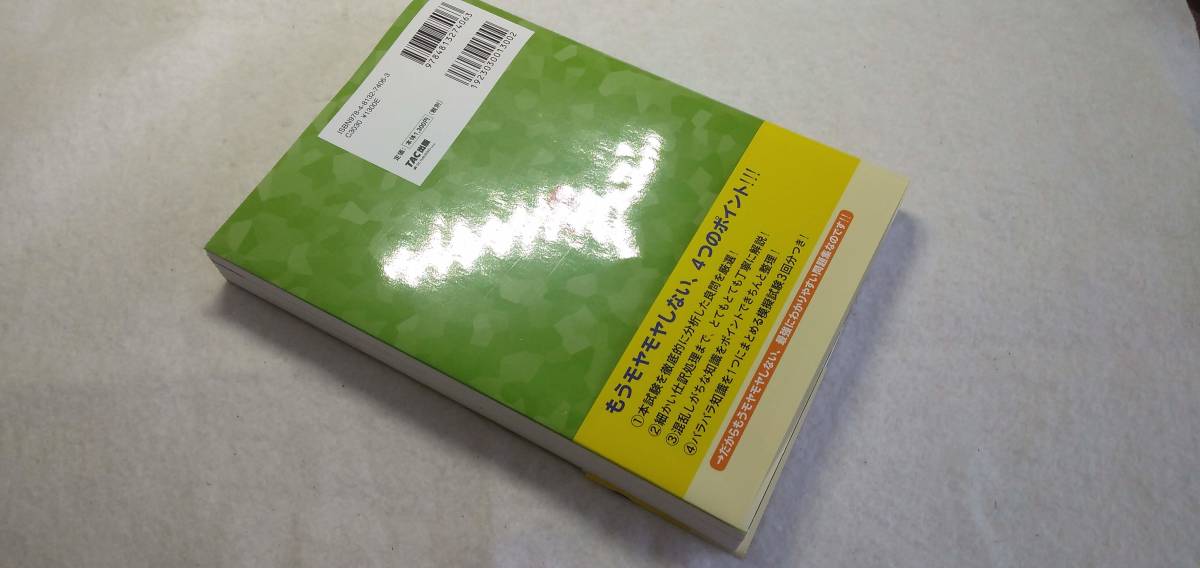 9784813274063
1923030013002
ISBN978-4-8132-7406-3
C3030 ¥1300E
定価(本体1,300円(税別)
TAC出版
もうモヤモヤしない、4つのポイント!!!
①本試験を徹底的に分析した良問を厳選!
②細かい仕訳処理まで、とてもとても丁寧に解説!
③混乱しがちな知識をポイントできちんと整理!
④バラバラ知識を1つにまとめる模擬試験3回分つき!
→だからもうモヤモヤしない、最強にわかりやすい問題集なのです!!